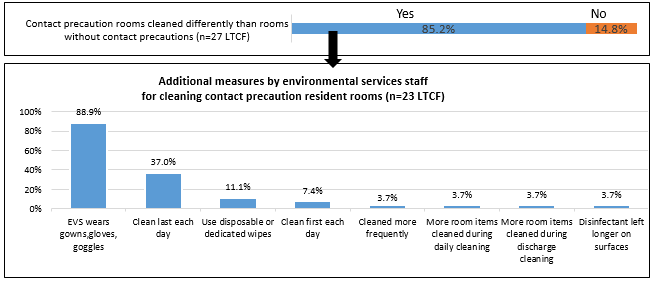 Yes
No
Contact precaution rooms cleaned differently than rooms
without contact precautions (n=27 LTCF)
85.2%
14.8%
Additional measures by environmental services staff
for cleaning contact precaution resident rooms (n=23 LTCF)
100%
80%
60%
40%
20%
0%
88.9%
37.0%
11.1%
7.4%
3.7%
3.7%
3.7%
3.7%
EVS wears
gowns,gloves,
goggles
Clean last each
day
Use disposable or
dedicated wipes
Clean first each
day
Cleaned more
frequently
More room items
cleaned during
daily cleaning
More room items
cleaned during
discharge
cleaning
Disinfectant left
longer on
surfaces